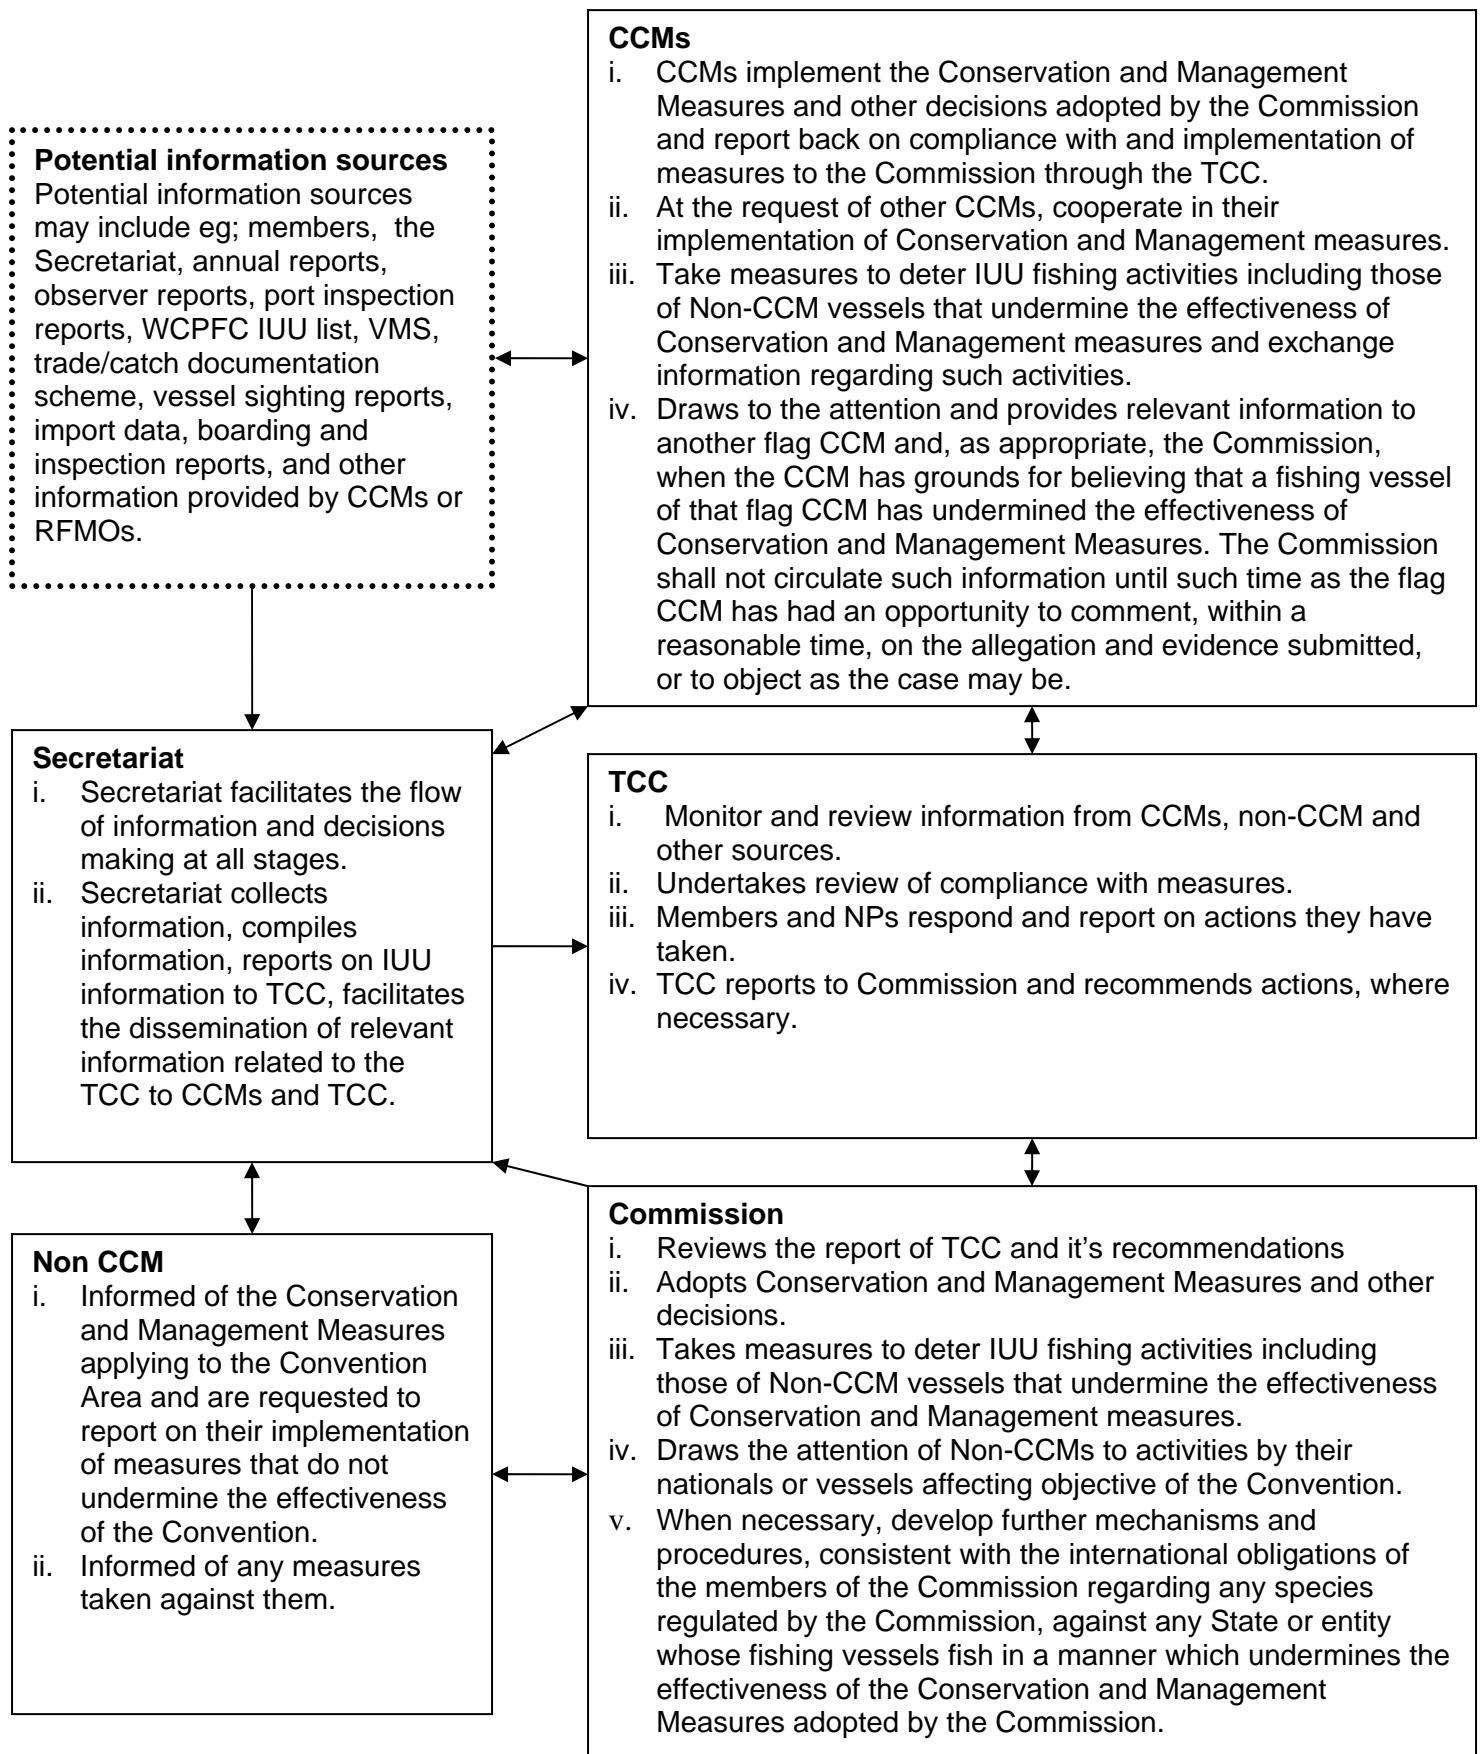 CCMs
i. CCMs implement the Conservation and Management
Measures and other decisions adopted by the Commission
and report back on compliance with and implementation of
measures to the Commission through the TCC.
ii. At the request of other CCMs, cooperate in their
implementation of Conservation and Management measures.
iii. Take measures to deter IUU fishing activities including those
of Non-CCM vessels that undermine the effectiveness of
Conservation and Management measures and exchange
information regarding such activities.
iv. Draws to the attention and provides relevant information to
another flag CCM and, as appropriate, the Commission,
when the CCM has grounds for believing that a fishing vessel
of that flag CCM has undermined the effectiveness of
Conservation and Management Measures. The Commission
shall not circulate such information until such time as the flag
CCM has had an opportunity to comment, within a
reasonable time, on the allegation and evidence submitted,
or to object as the case may be.
Potential information sources
Potential information sources
may include eg; members, the
Secretariat, annual reports,
observer reports, port inspection
reports, WCPFC IUU list, VMS,
trade/catch documentation
scheme, vessel sighting reports,
import data, boarding and
inspection reports, and other
information provided by CCMs or
RFMOs.
Secretariat
i. Secretariat facilitates the flow
of information and decisions
making at all stages.
ii. Secretariat collects
information, compiles
information, reports on IUU
information to TCC, facilitates
the dissemination of relevant
information related to the
TCC to CCMs and TCC.
TCC
i. Monitor and review information from CCMs, non-CCM and
other sources.
ii. Undertakes review of compliance with measures.
iii. Members and NPs respond and report on actions they have
taken.
iv. TCC reports to Commission and recommends actions, where
necessary.
Non CCM
i. Informed of the Conservation
and Management Measures
applying to the Convention
Area and are requested to
report on their implementation
of measures that do not
undermine the effectiveness
of the Convention.
ii. Informed of any measures
taken against them.
Commission
i. Reviews the report of TCC and it's recommendations
ii. Adopts Conservation and Management Measures and other
decisions.
iii. Takes measures to deter IUU fishing activities including
those of Non-CCM vessels that undermine the effectiveness
of Conservation and Management measures.
iv. Draws the attention of Non-CCMs to activities by their
nationals or vessels affecting objective of the Convention.
v. When necessary, develop further mechanisms and
procedures, consistent with the international obligations of
the members of the Commission regarding any species
regulated by the Commission, against any State or entity
whose fishing vessels fish in a manner which undermines the
effectiveness of the Conservation and Management
Measures adopted by the Commission.